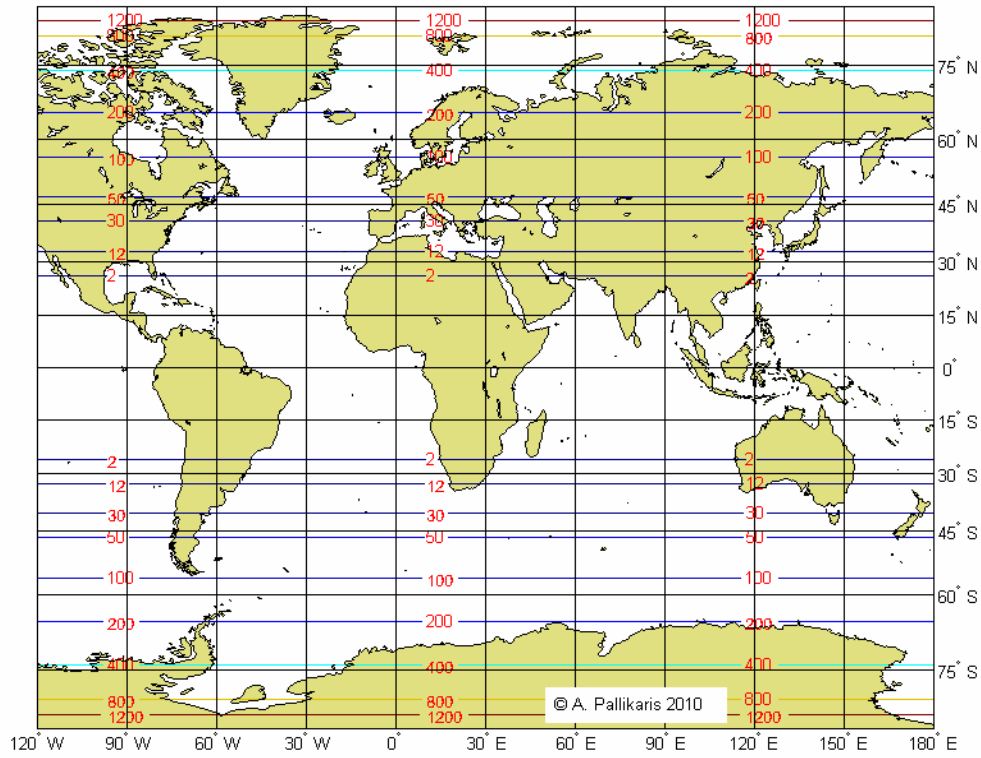 1200 1200 1200
800 800 800
75° N
400 400 400
200 200 200
60° N
100 100 100
50 50 50
45° N
30 30 30
12 12 12
30° N
2 2 2
15° N
0°
15° S
2 2 2
30° S
12 12 12
30 30 30
50 50 50
45° S
100 100 100
60° S
200 200 200
400 400 400
75° S
800 800 800
© A. Pallikaris 2010
1200 1200 1200
120° W 90° W 60° W 30° W 0° 30° E 60° E 90° E 120° E 150° E 180° E